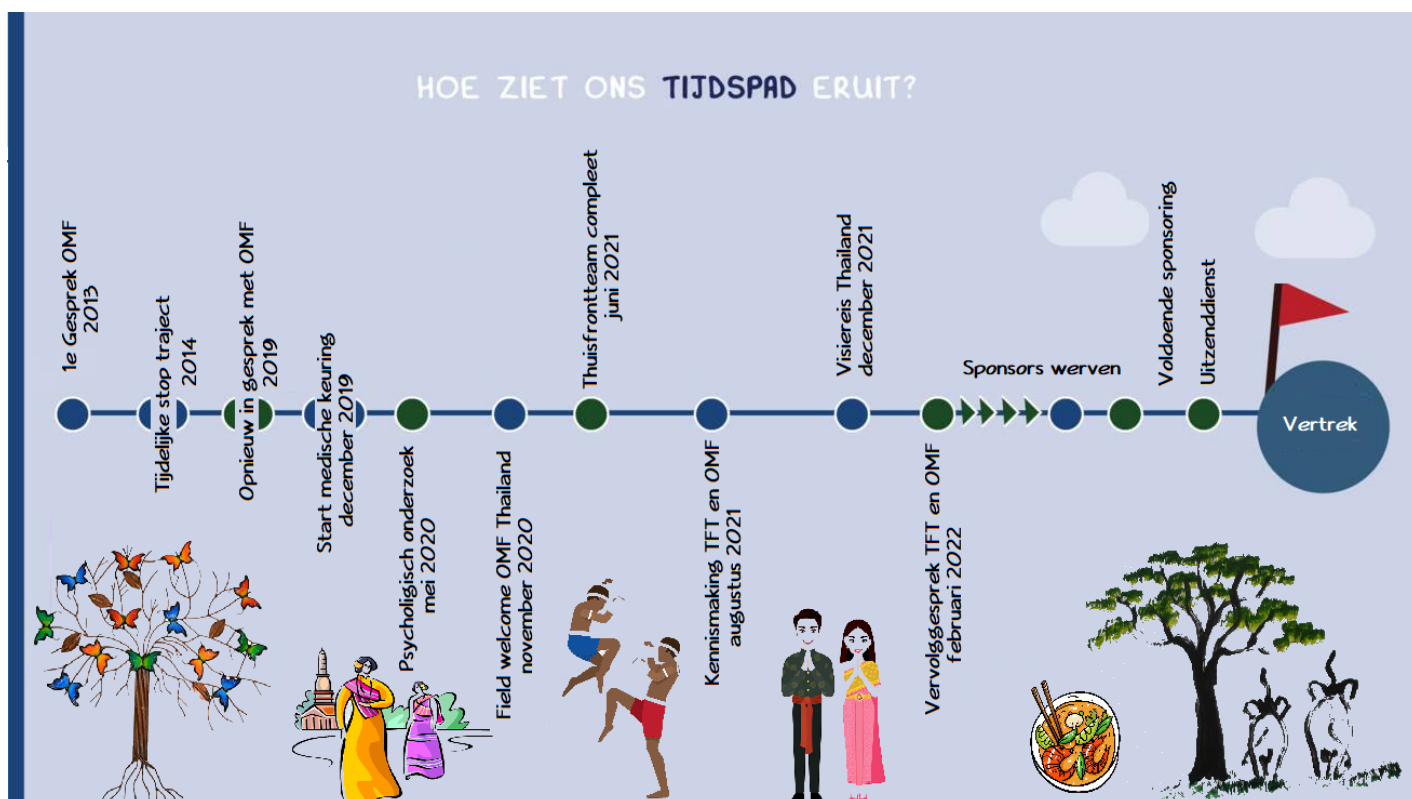 HOE ZIET ONS TIJDSPAD ERUIT?
1e Gesprek OMF
2013
Tijdelijke stop traject
2014
Opnieuw in gesprek met OMF
2019
Start medische keuring
december 2019
Psycholigisch onderzoek
mei 2020
Field welcome OMF Thailand
november 2020
Thuisfrontteam compleet
juni 2021
Kennismaking TFT en OMF
augustus 2021
Visiereis Thailand
december 2021
Vervolggesprek TFT en OMF
februari 2022
Sponsors werven
Voldoende sponsoring
Uitzenddienst
Vertrek